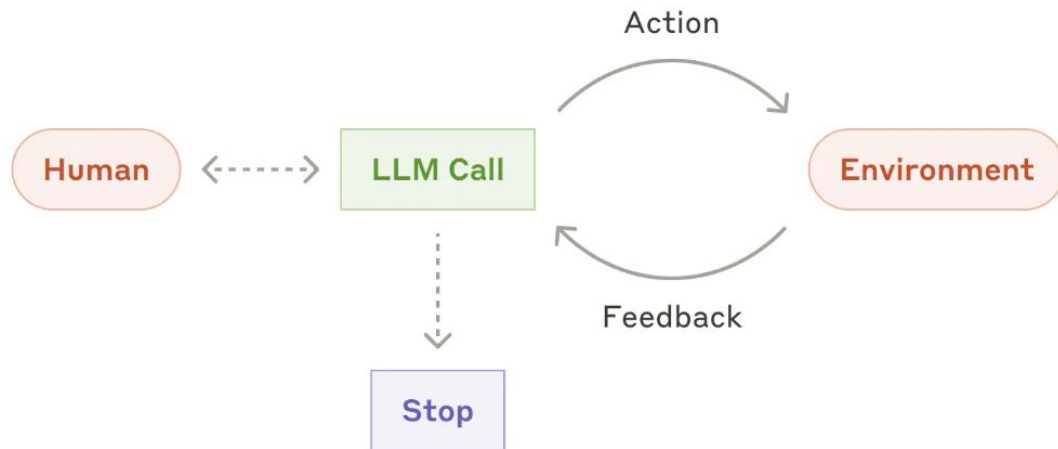 Action
Human
LLM Call
Environment
Feedback
Stop